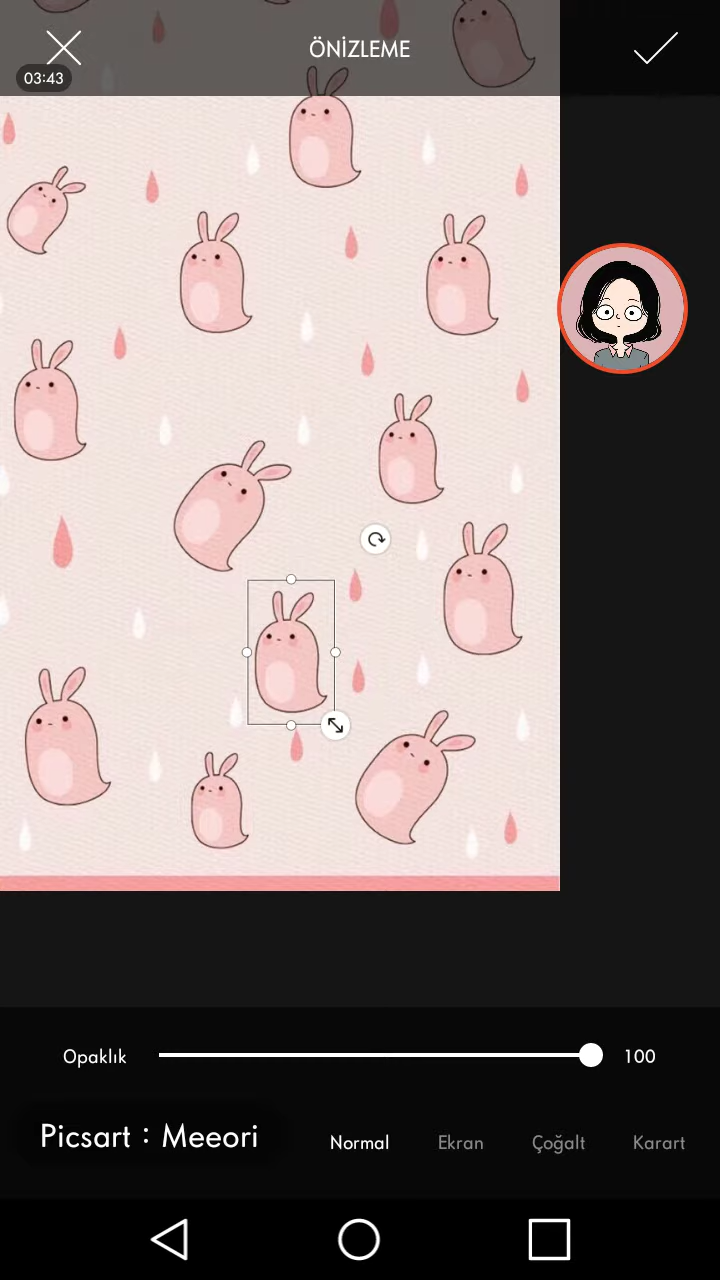 ÖNİZLEME
03:43
Opaklık 100
Picsart : Meeori
Normal Ekran Çoğalt Karart